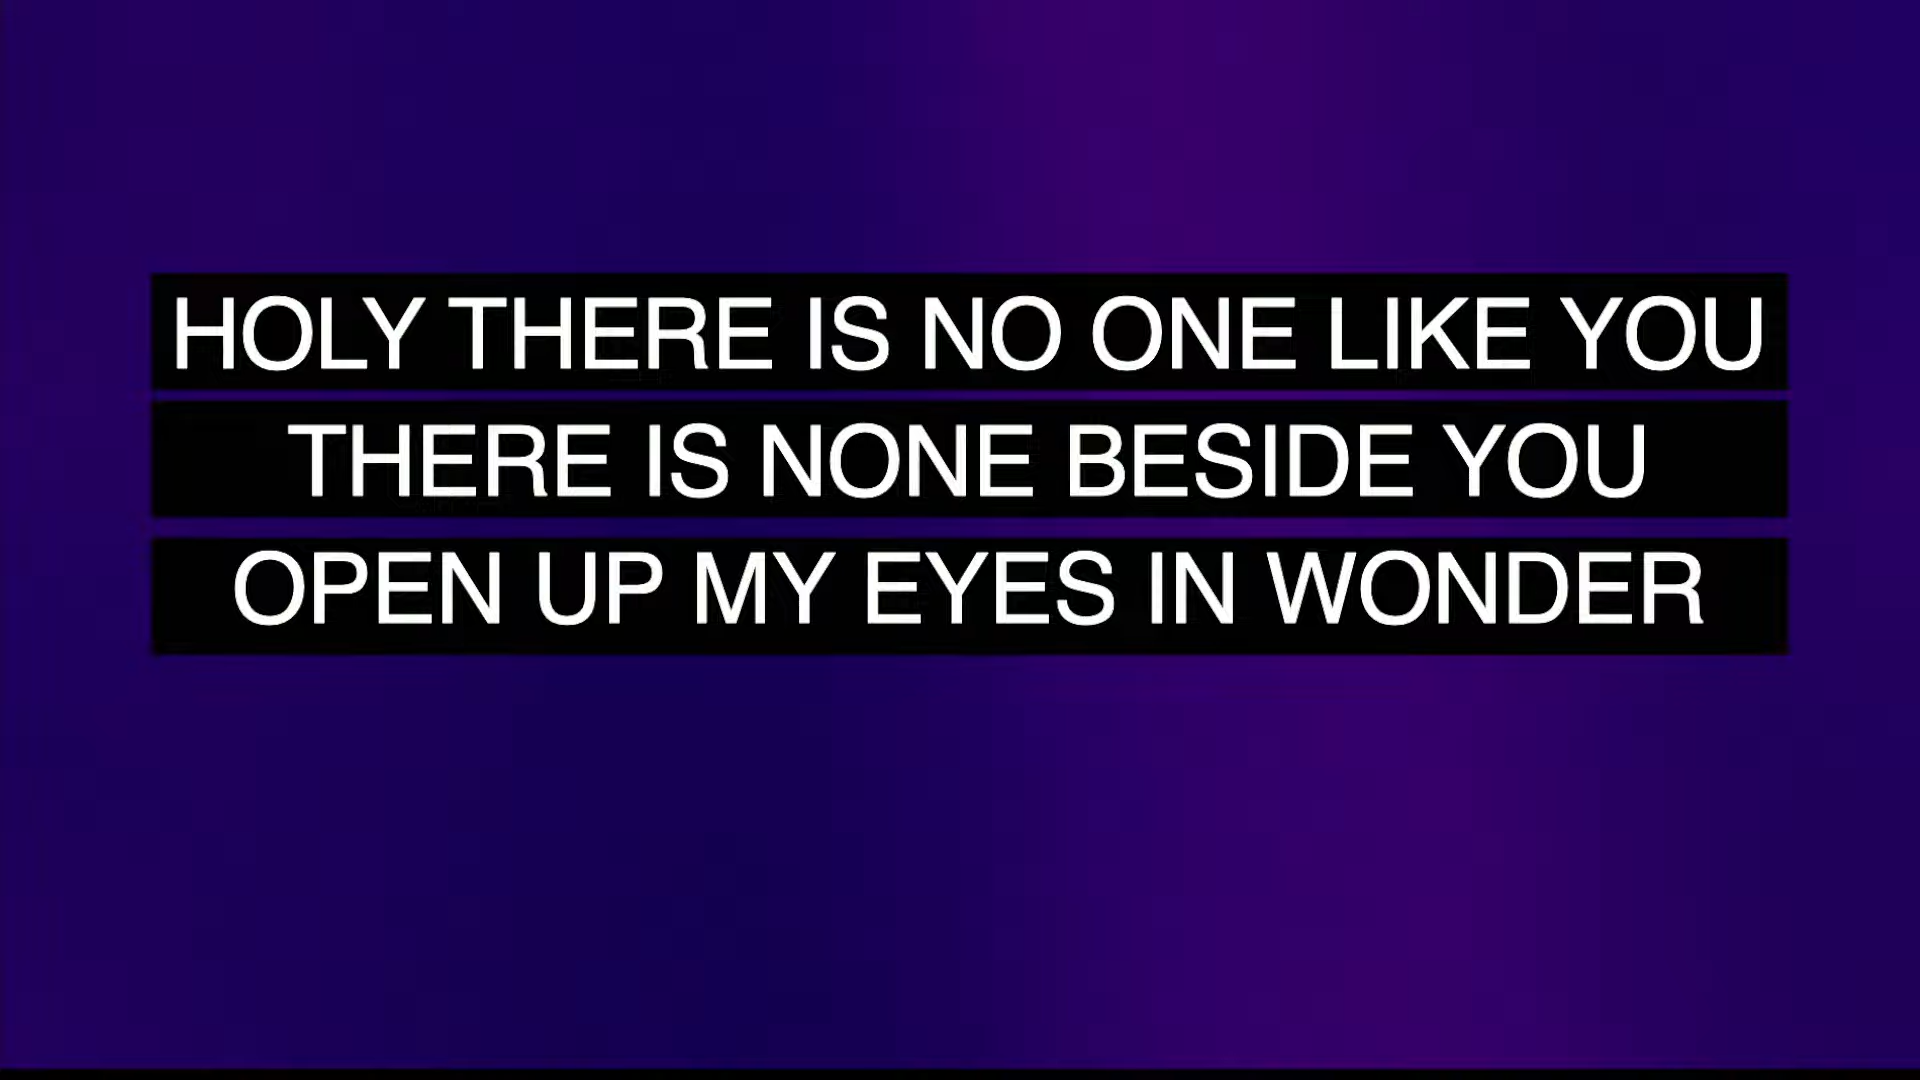 HOLY THERE IS NO ONE LIKE YOU
THERE IS NONE BESIDE YOU
OPEN UP MY EYES IN WONDER